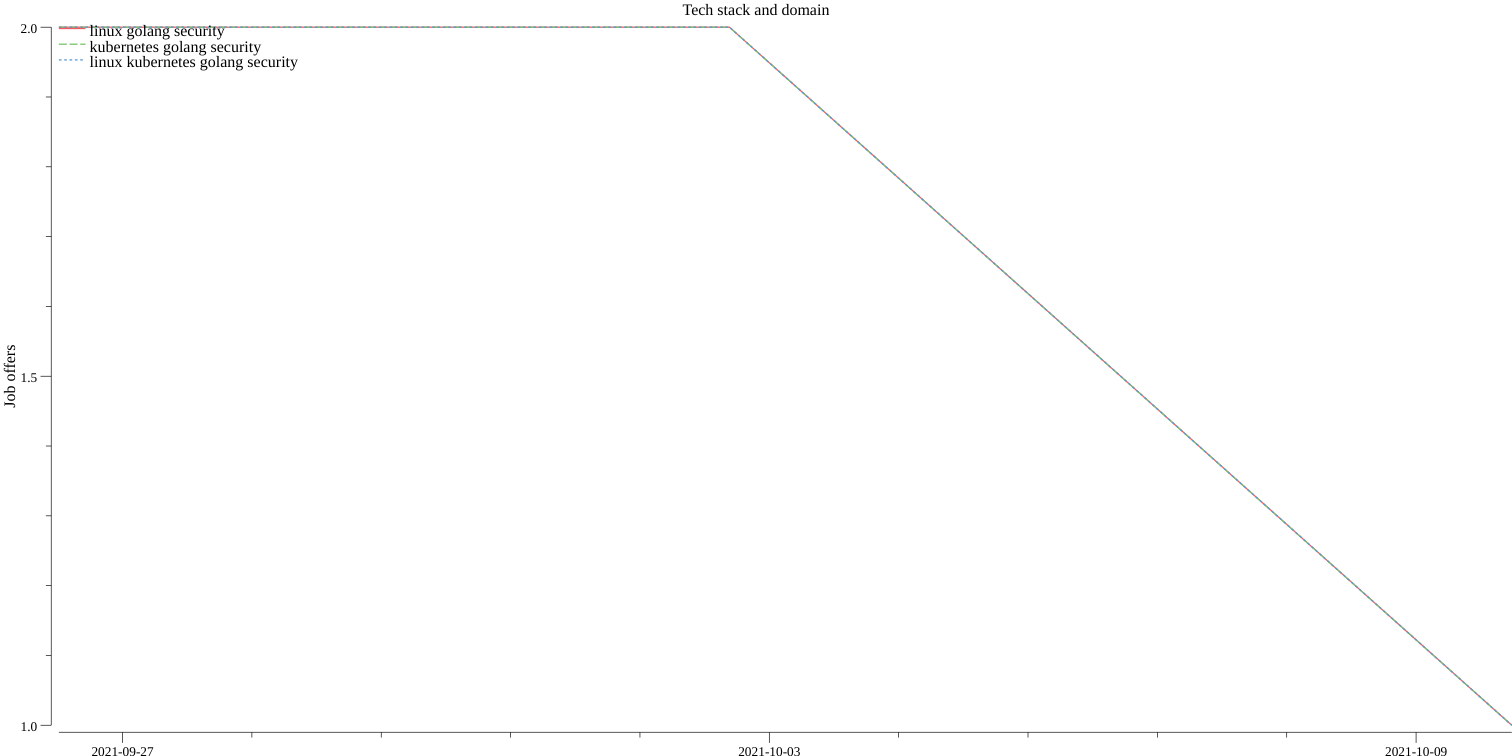 Tech stack and domain
2.0
linux golang security
kubernetes golang security
linux kubernetes golang security
Job offers
1.5
1.0
2021-09-27
2021-10-03
2021-10-09